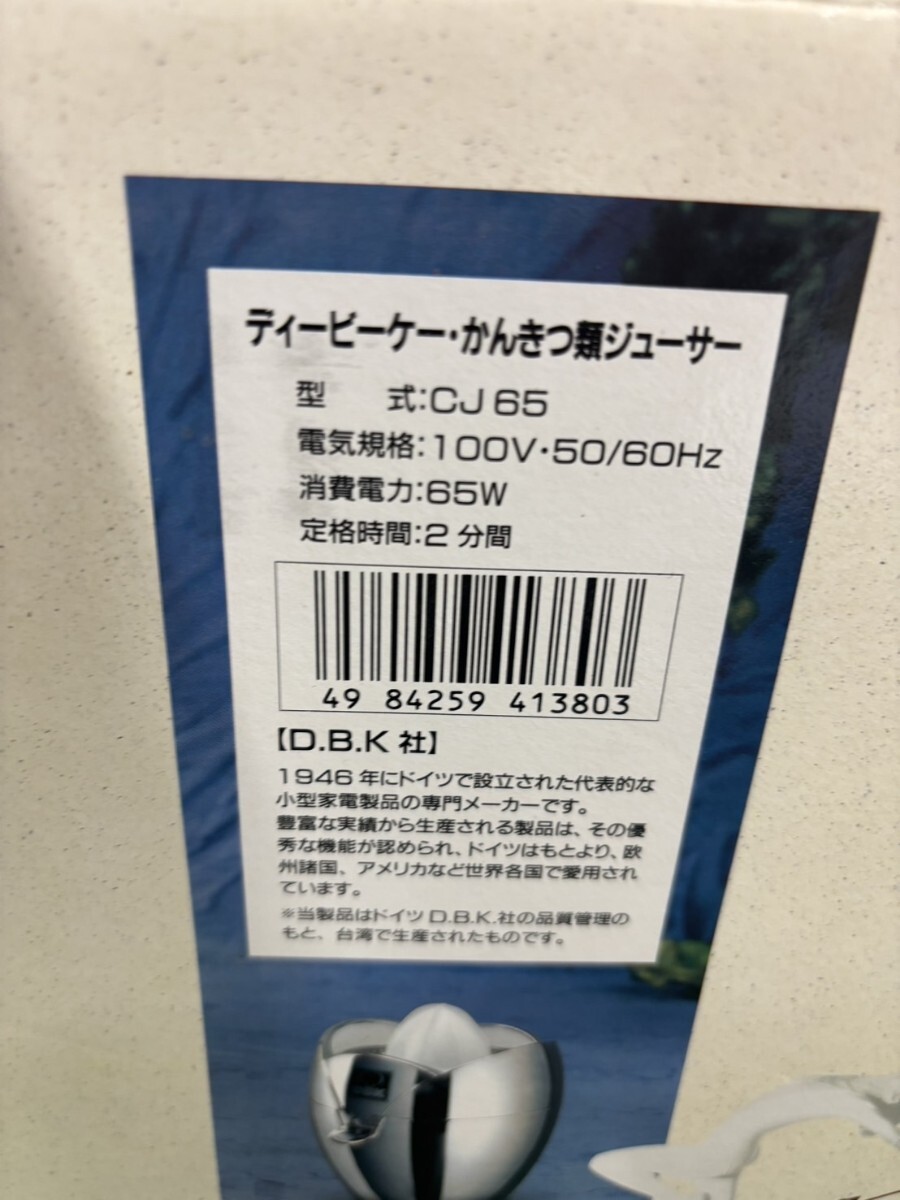 ディービーケー・かんきつ類ジューサー
型　式:CJ 65
電気規格:100V・50/60Hz
消費電力:65W
定格時間:2 分間
49 84259 413803
【D.B.K 社】
1946 年にドイツで設立された代表的な
小型家電製品の専門メーカーです。
豊富な実績から生産される製品は、その優
秀な機能が認められ、ドイツはもとより、欧
州諸国、アメリカなど世界各国で愛用され
ています。
※当製品はドイツ D.B.K.社の品質管理の
もと、台湾で生産されたものです。